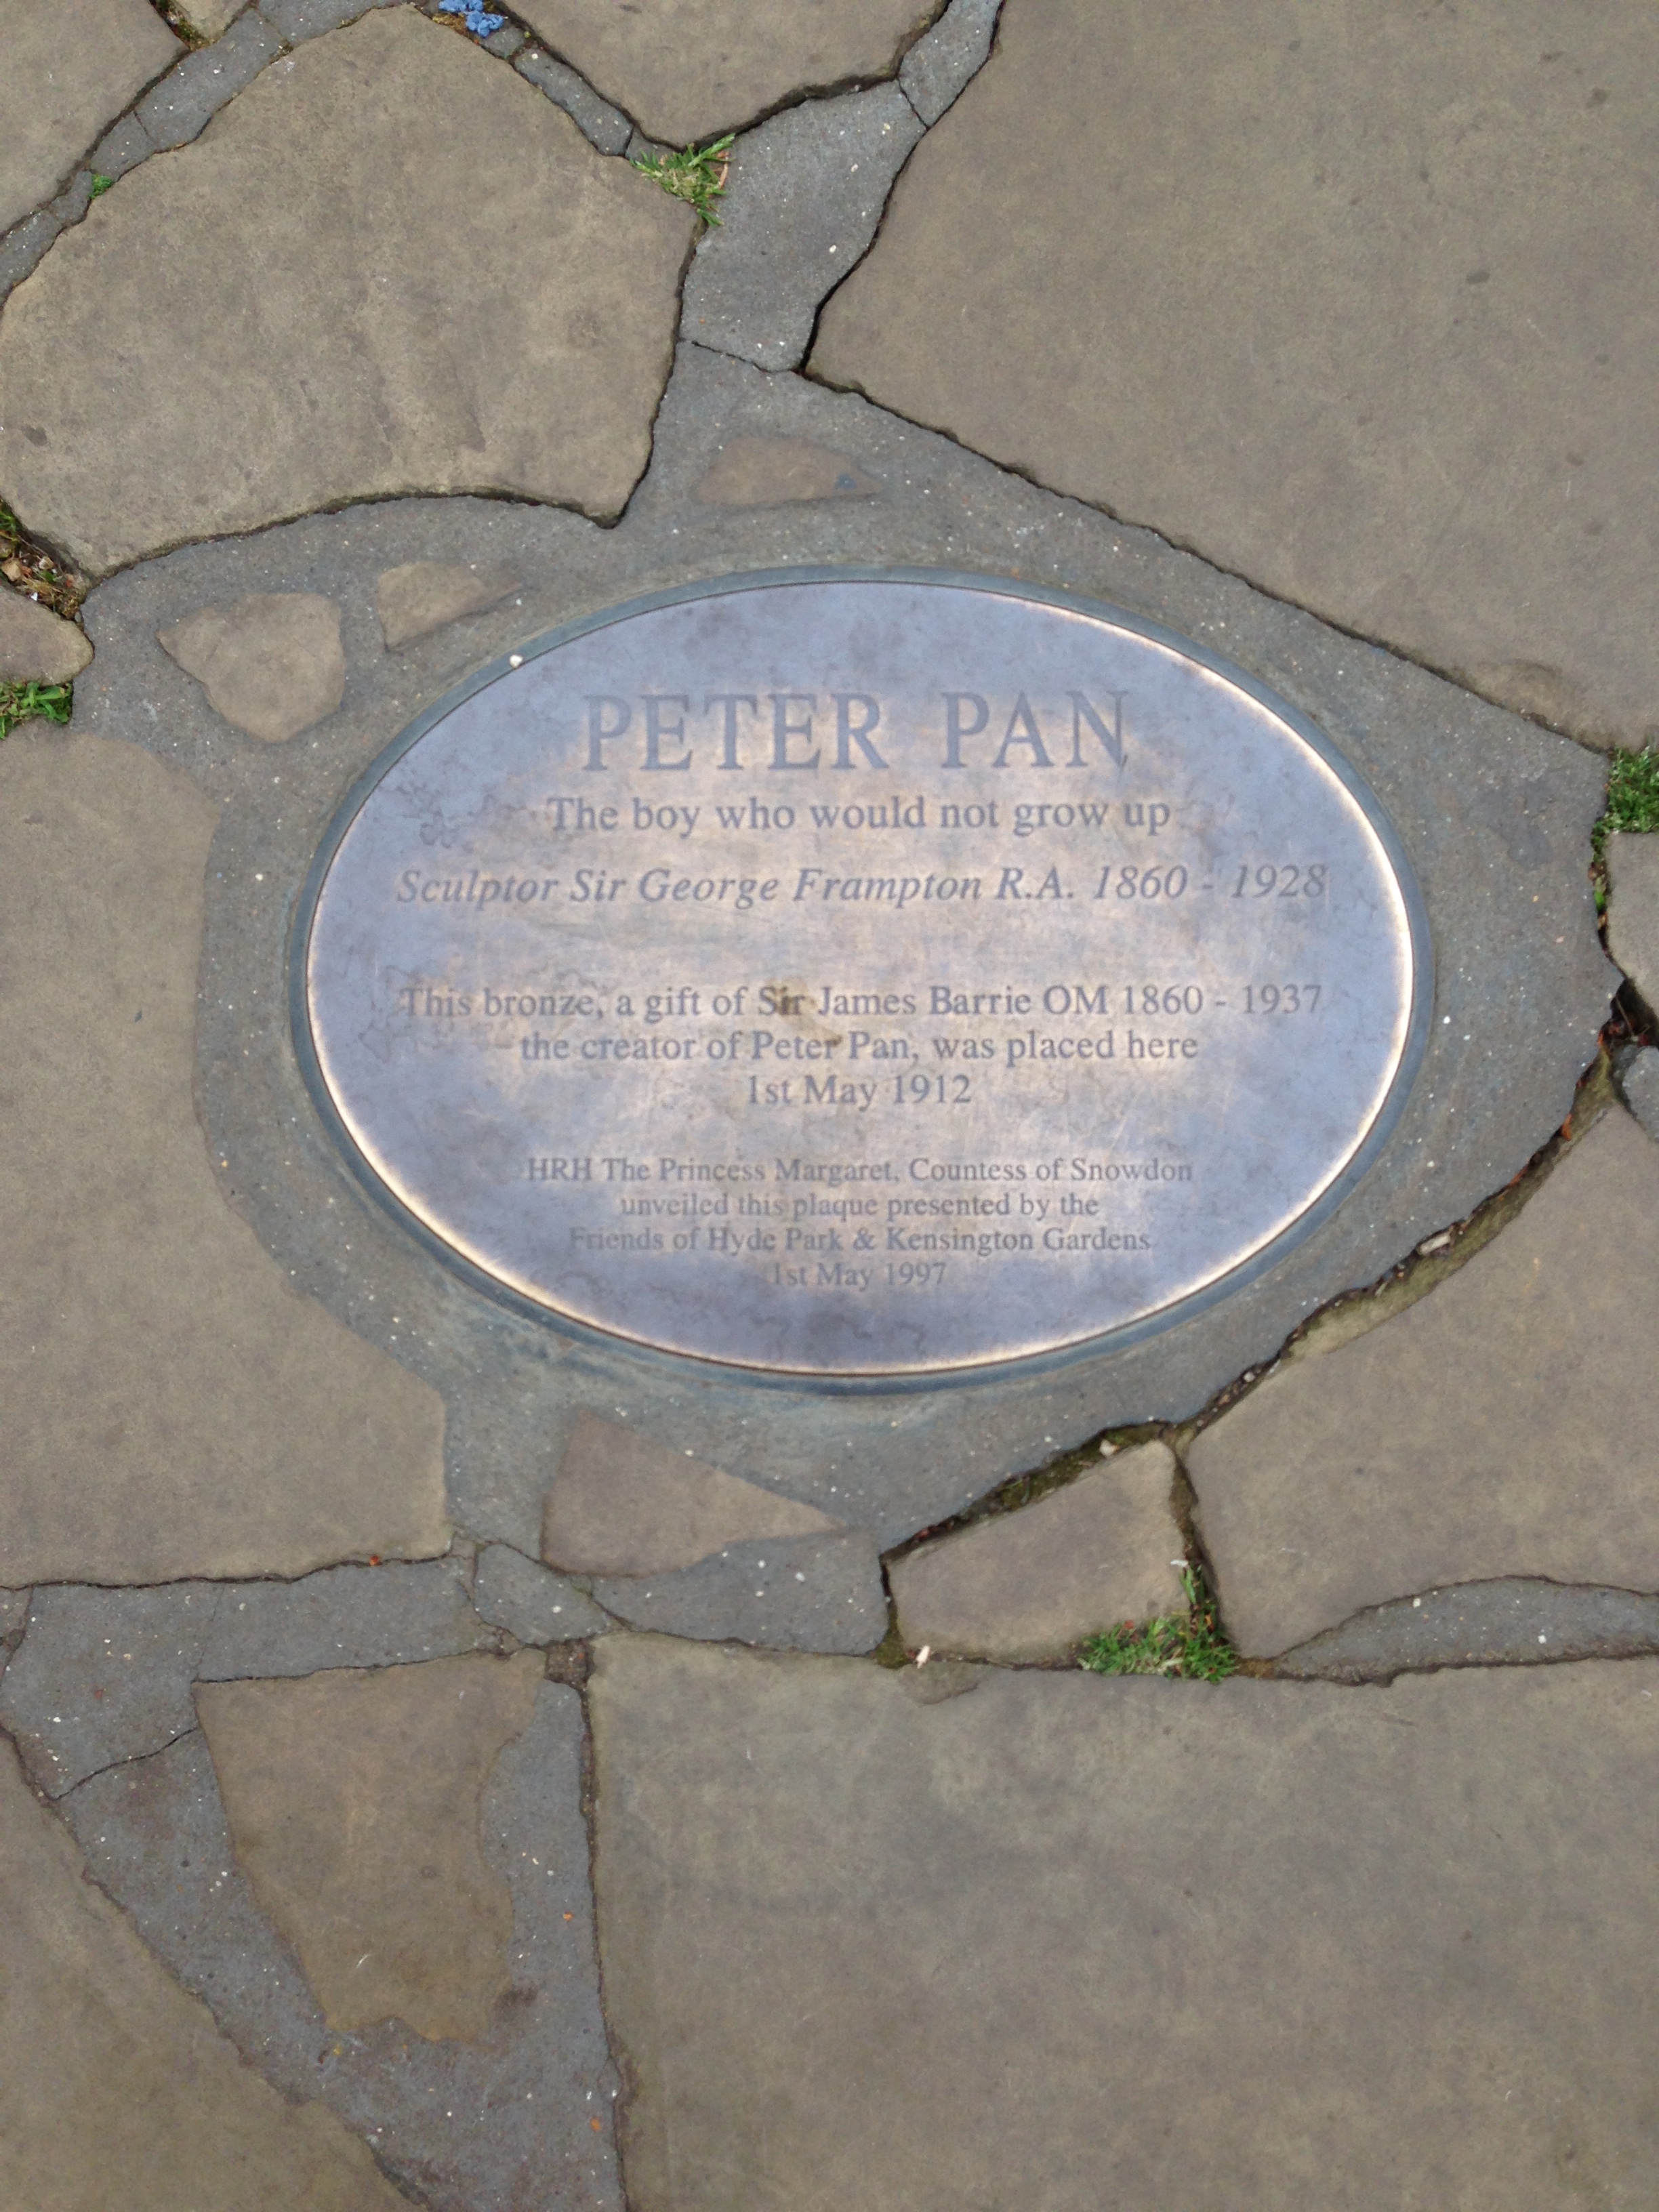 PETER PAN
The boy who would not grow up
Sculptor Sir George Frampton R.A. 1860 - 1928
This bronze, a gift of Sir James Barrie OM 1860 - 1937
the creator of Peter Pan, was placed here
1st May 1912
HRH The Princess Margaret, Countess of Snowdon
unveiled this plaque presented by the
Friends of Hyde Park & Kensington Gardens
1st May 1997